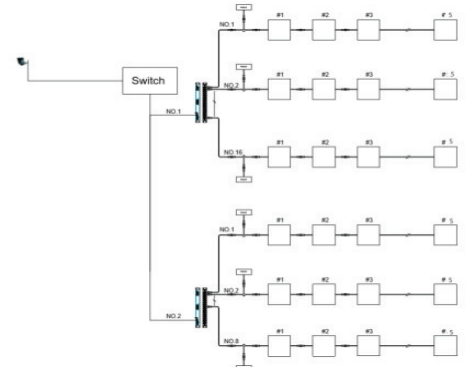 NO.1 #1 #2 #3 # 5
Switch
NO.2 #1 #2 #3 # 5
NO.1
NO.16 #1 #2 #3 # 5
NO.1 #1 #2 #3 # 5
NO.2 #1 #2 #3 # 5
NO.2
NO.8 #1 #2 #3 # 5